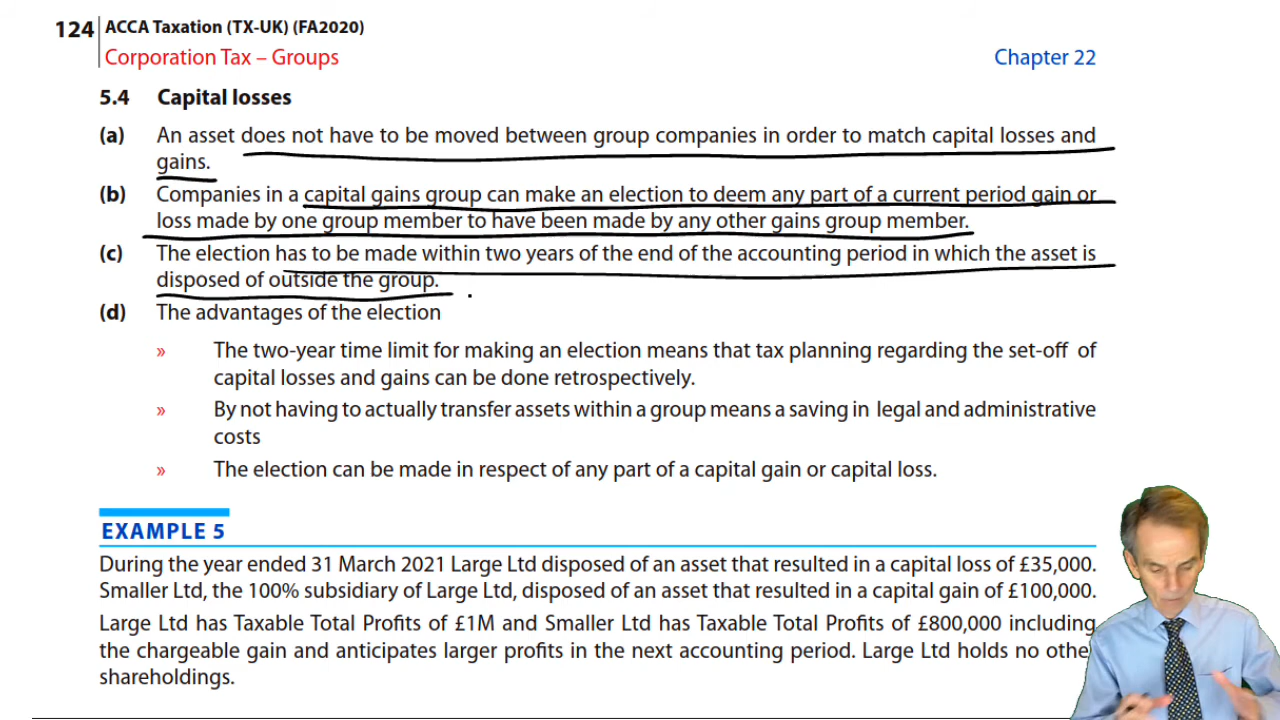 124 ACCA Taxation (TX-UK) (FA2020)
Corporation Tax – Groups Chapter 22
5.4 Capital losses
(a) An asset does not have to be moved between group companies in order to match capital losses and
gains.
(b) Companies in a capital gains group can make an election to deem any part of a current period gain or
loss made by one group member to have been made by any other gains group member.
(c) The election has to be made within two years of the end of the accounting period in which the asset is
disposed of outside the group.
(d) The advantages of the election
» The two-year time limit for making an election means that tax planning regarding the set-off of
capital losses and gains can be done retrospectively.
» By not having to actually transfer assets within a group means a saving in legal and administrative
costs
» The election can be made in respect of any part of a capital gain or capital loss.
EXAMPLE 5
During the year ended 31 March 2021 Large Ltd disposed of an asset that resulted in a capital loss of £35,000.
Smaller Ltd, the 100% subsidiary of Large Ltd, disposed of an asset that resulted in a capital gain of £100,000.
Large Ltd has Taxable Total Profits of £1M and Smaller Ltd has Taxable Total Profits of £800,000 including
the chargeable gain and anticipates larger profits in the next accounting period. Large Ltd holds no other
shareholdings.